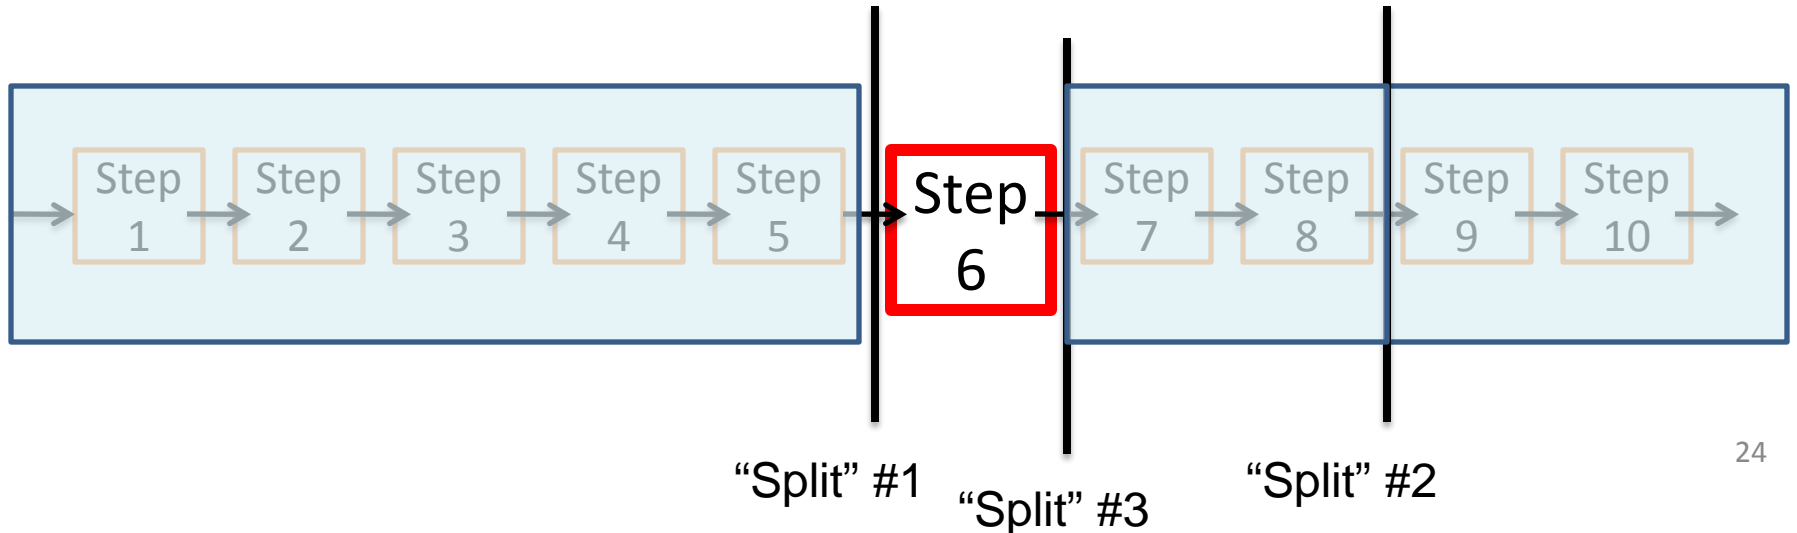 Step
1
Step
2
Step
3
Step
4
Step
5
Step
6
Step
7
Step
8
Step
9
Step
10
“Split” #1
“Split” #3
“Split” #2
24